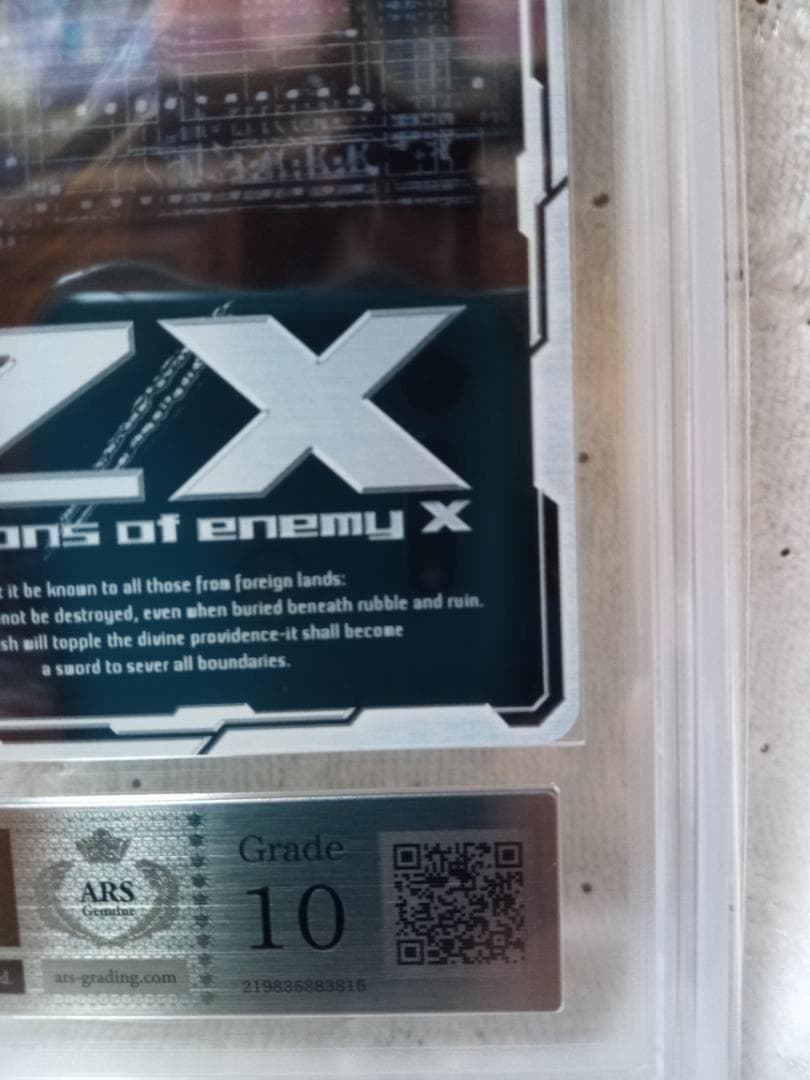 ZX
ons of enemy X
t it be known to all those from foreign lands:
not be destroyed, even when buried beneath rubble and ruin.
sh will topple the divine providence-it shall become
a sword to sever all boundaries.
ARS
Genuine
Grade
10
d.
ars-grading.com
219835883815